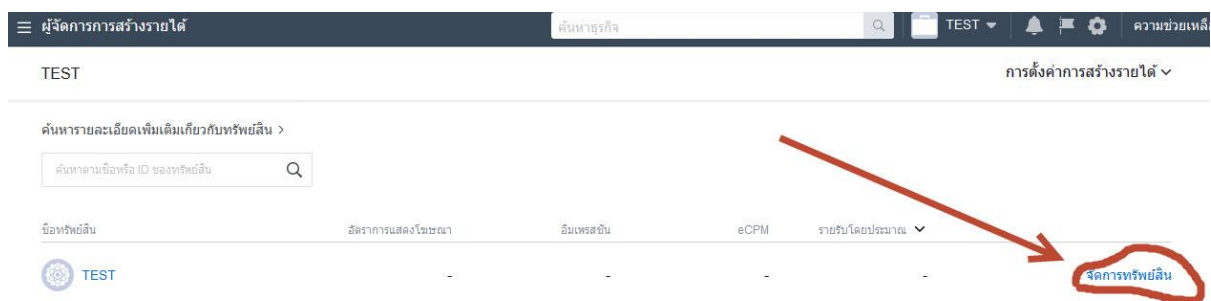 ผู้จัดการการสร้างรายได้ ค้นหาธุรกิจ TEST ความช่วยเหลื
TEST การตั้งค่าการสร้างรายได้
ค้นหารายละเอียดเพิ่มเติมเกี่ยวกับทรัพย์สิน >
ค้นหาตามชื่อหรือ ID ของทรัพย์สิน
ชื่อทรัพย์สิน อัตราการแสดงโฆษณา อิมเพรสชัน eCPM รายรับโดยประมาณ
TEST - - - - จัดการทรัพย์สิน